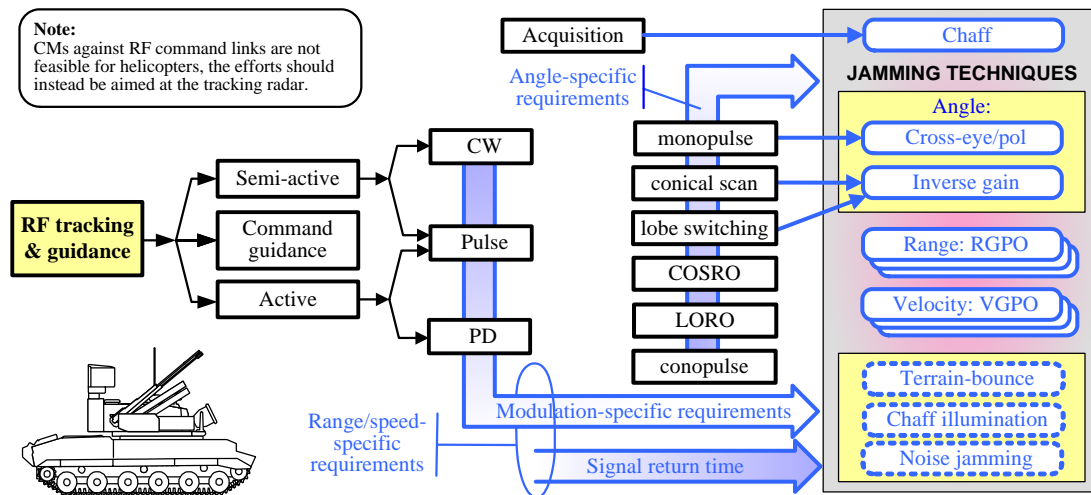 Note:
CMs against RF command links are not
feasible for helicopters, the efforts should
instead be aimed at the tracking radar.
Acquisition
Chaff
Angle-specific
requirements
JAMMING TECHNIQUES
Angle:
monopulse
Cross-eye/pol
conical scan
Inverse gain
lobe switching
COSRO
LORO
conopulse
Range: RGPO
Velocity: VGPO
CW
Semi-active
RF tracking
& guidance
Command
guidance
Pulse
Active
PD
Terrain-bounce
Chaff illumination
Noise jamming
Modulation-specific requirements
Range/speed-
specific
requirements
Signal return time